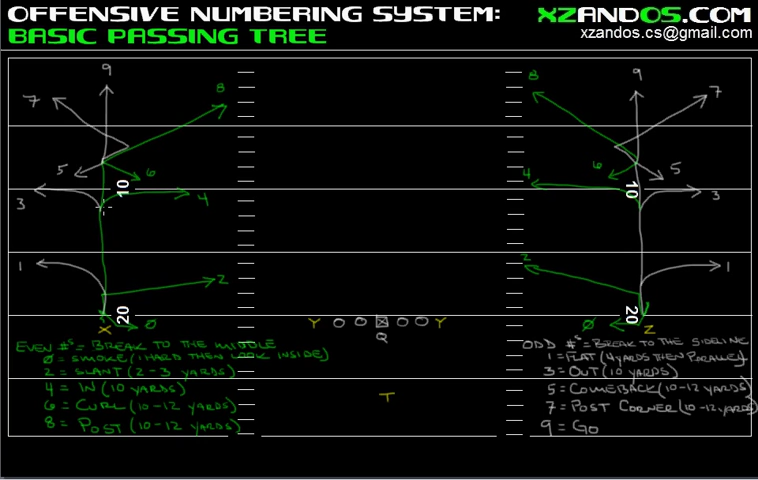 OFFENSIVE NUMBERING SYSTEM:
BASIC PASSING TREE
XZANDOS.COM
xzandos.cs@gmail.com
9
7
8
5
6
10
4
3
1
2
20
X
Ø
9
8
7
6
5
4
10
3
2
1
20
Ø
Z
Y
Y
Q
T
EVEN #S = BREAK TO THE MIDDLE
Ø = SMOKE (1 HARD THEN LOOK INSIDE)
2 = SLANT (2-3 YARDS)
4 = IN (10 YARDS)
6 = CURL (10-12 YARDS)
8 = POST (10-12 YARDS)
ODD #S = BREAK TO THE SIDELINE
1 = FLAT (4 YARDS THEN PARALLEL)
3 = OUT (10 YARDS)
5 = COMEBACK (10-12 YARDS)
7 = POST CORNER (10-12 YARDS)
9 = GO